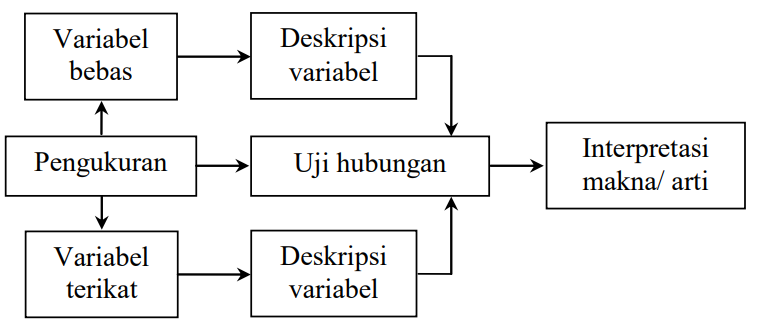 Variabel
bebas
Deskripsi
variabel
Pengukuran
Uji hubungan
Interpretasi
makna/ arti
Variabel
terikat
Deskripsi
variabel